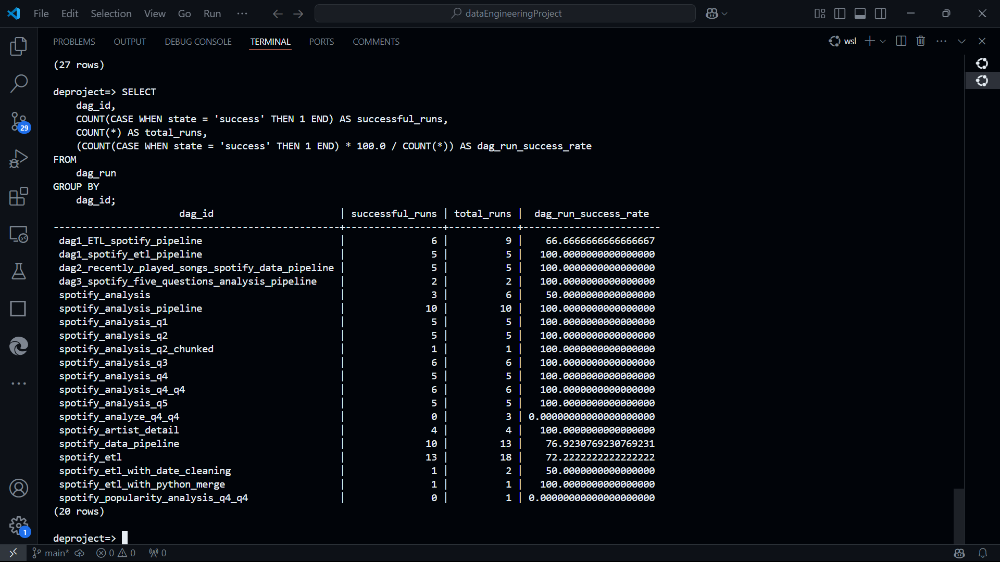 File Edit Selection View Go Run ··· dataEngineeringProject
PROBLEMS OUTPUT DEBUG CONSOLE TERMINAL PORTS COMMENTS wsl
(27 rows)
deproject=> SELECT
    dag_id,
    COUNT(CASE WHEN state = 'success' THEN 1 END) AS successful_runs,
    COUNT(*) AS total_runs,
    (COUNT(CASE WHEN state = 'success' THEN 1 END) * 100.0 / COUNT(*)) AS dag_run_success_rate
FROM
    dag_run
GROUP BY
    dag_id;
dag_id | successful_runs | total_runs | dag_run_success_rate
--------------------------------------------------+-----------------+------------+------------------------
dag1_ETL_spotify_pipeline | 6 | 9 | 66.6666666666666667
dag1_spotify_etl_pipeline | 5 | 5 | 100.0000000000000000
dag2_recently_played_songs_spotify_data_pipeline | 5 | 5 | 100.0000000000000000
dag3_spotify_five_questions_analysis_pipeline | 2 | 2 | 100.0000000000000000
spotify_analysis | 3 | 6 | 50.0000000000000000
spotify_analysis_pipeline | 10 | 10 | 100.0000000000000000
spotify_analysis_q1 | 5 | 5 | 100.0000000000000000
spotify_analysis_q2 | 5 | 5 | 100.0000000000000000
spotify_analysis_q2_chunked | 1 | 1 | 100.0000000000000000
spotify_analysis_q3 | 6 | 6 | 100.0000000000000000
spotify_analysis_q4 | 5 | 5 | 100.0000000000000000
spotify_analysis_q4_q4 | 6 | 6 | 100.0000000000000000
spotify_analysis_q5 | 5 | 5 | 100.0000000000000000
spotify_analyze_q4_q4 | 0 | 3 | 0.00000000000000000000
spotify_artist_detail | 4 | 4 | 100.0000000000000000
spotify_data_pipeline | 10 | 13 | 76.9230769230769231
spotify_etl | 13 | 18 | 72.2222222222222222
spotify_etl_with_date_cleaning | 1 | 2 | 50.0000000000000000
spotify_etl_with_python_merge | 1 | 1 | 100.0000000000000000
spotify_popularity_analysis_q4_q4 | 0 | 1 | 0.00000000000000000000
(20 rows)
deproject=>
29
1
main* 0 0 0